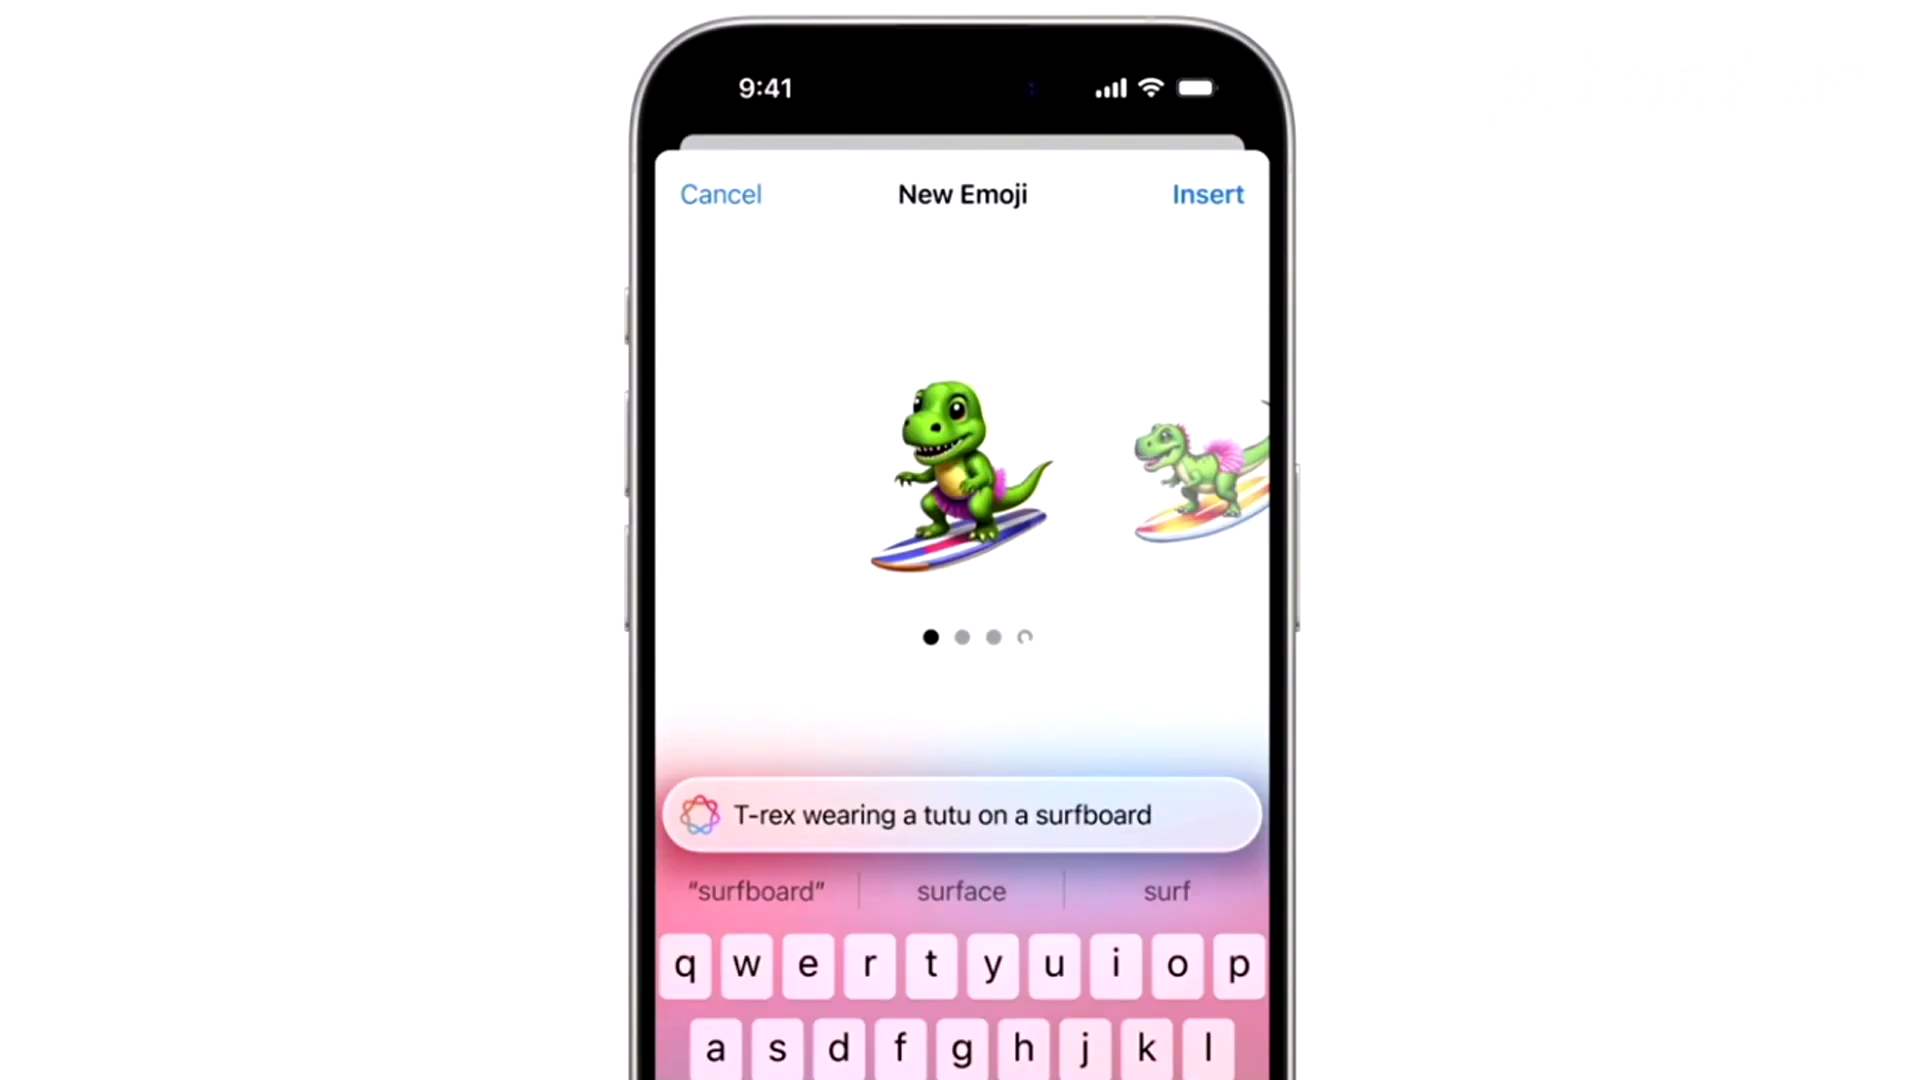 9:41
Cancel New Emoji Insert
T-rex wearing a tutu on a surfboard
“surfboard” surface surf
q w e r t y u i o p
a s d f g h j k l